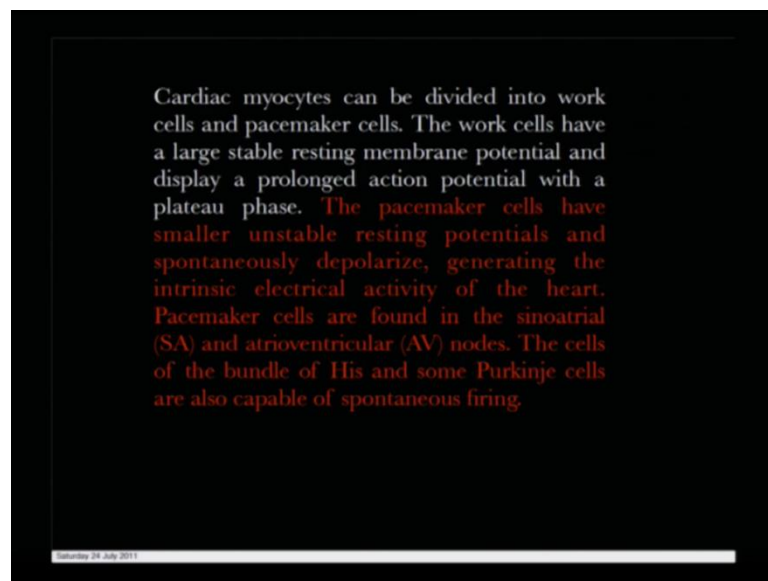 Cardiac myocytes can be divided into work
cells and pacemaker cells. The work cells have
a large stable resting membrane potential and
display a prolonged action potential with a
plateau phase. The pacemaker cells have
smaller unstable resting potentials and
spontaneously depolarize, generating the
intrinsic electrical activity of the heart.
Pacemaker cells are found in the sinoatrial
(SA) and atrioventricular (AV) nodes. The cells
of the bundle of His and some Purkinje cells
are also capable of spontaneous firing.
Saturday 24 July 2011